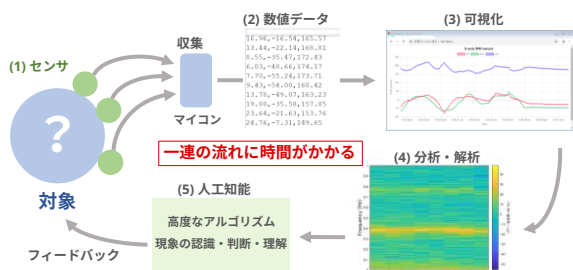 (1) センサ
?
対象
収集
マイコン
(2) 数値データ
16.96,-16.54,165.57
13.44,-22.14,168.81
8.55,-35.47,172.43
6.03,-48.66,174.17
7.70,-55.24,173.71
9.43,-54.00,168.42
13.78,-49.07,163.23
19.08,-35.58,157.85
23.64,-21.63,153.76
24.76,-7.31,149.65
(3) 可視化
一連の流れに時間がかかる
(4) 分析・解析
Frequency [Hz]
(5) 人工知能
高度なアルゴリズム
現象の認識・判断・理解
フィードバック